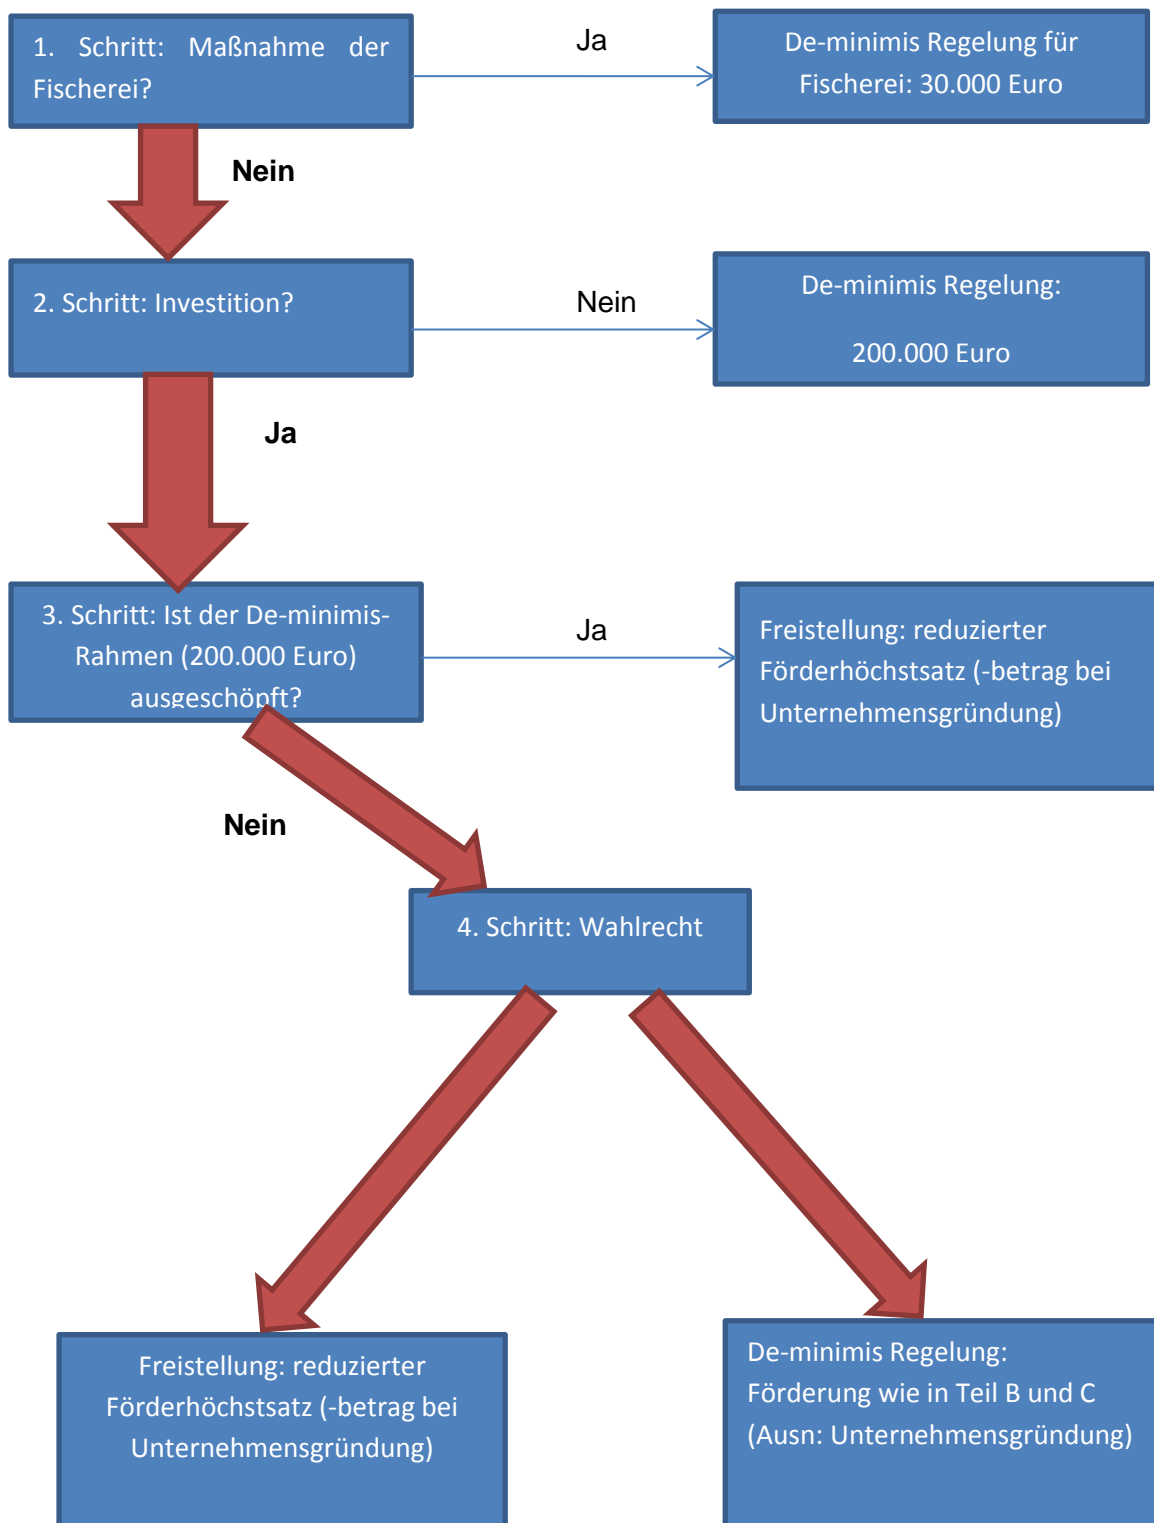 1. Schritt: Maßnahme der
Fischerei?
Ja
De-minimis Regelung für
Fischerei: 30.000 Euro
Nein
2. Schritt: Investition?
Nein
De-minimis Regelung:
200.000 Euro
Ja
3. Schritt: Ist der De-minimis-
Rahmen (200.000 Euro)
ausgeschöpft?
Ja
Freistellung: reduzierter
Förderhöchstsatz (-betrag bei
Unternehmensgründung)
Nein
4. Schritt: Wahlrecht
Freistellung: reduzierter
Förderhöchstsatz (-betrag bei
Unternehmensgründung)
De-minimis Regelung:
Förderung wie in Teil B und C
(Ausn: Unternehmensgründung)